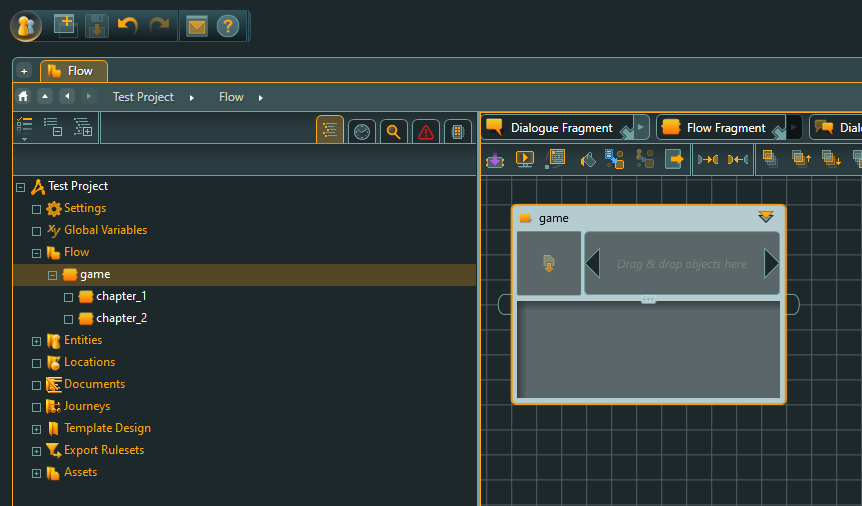 Flow
Test Project
Flow
Dialogue Fragment
Flow Fragment
Dialo
Test Project
Settings
Global Variables
Flow
game
chapter_1
chapter_2
Entities
Locations
Documents
Journeys
Template Design
Export Rulesets
Assets
game
Drag & drop objects here